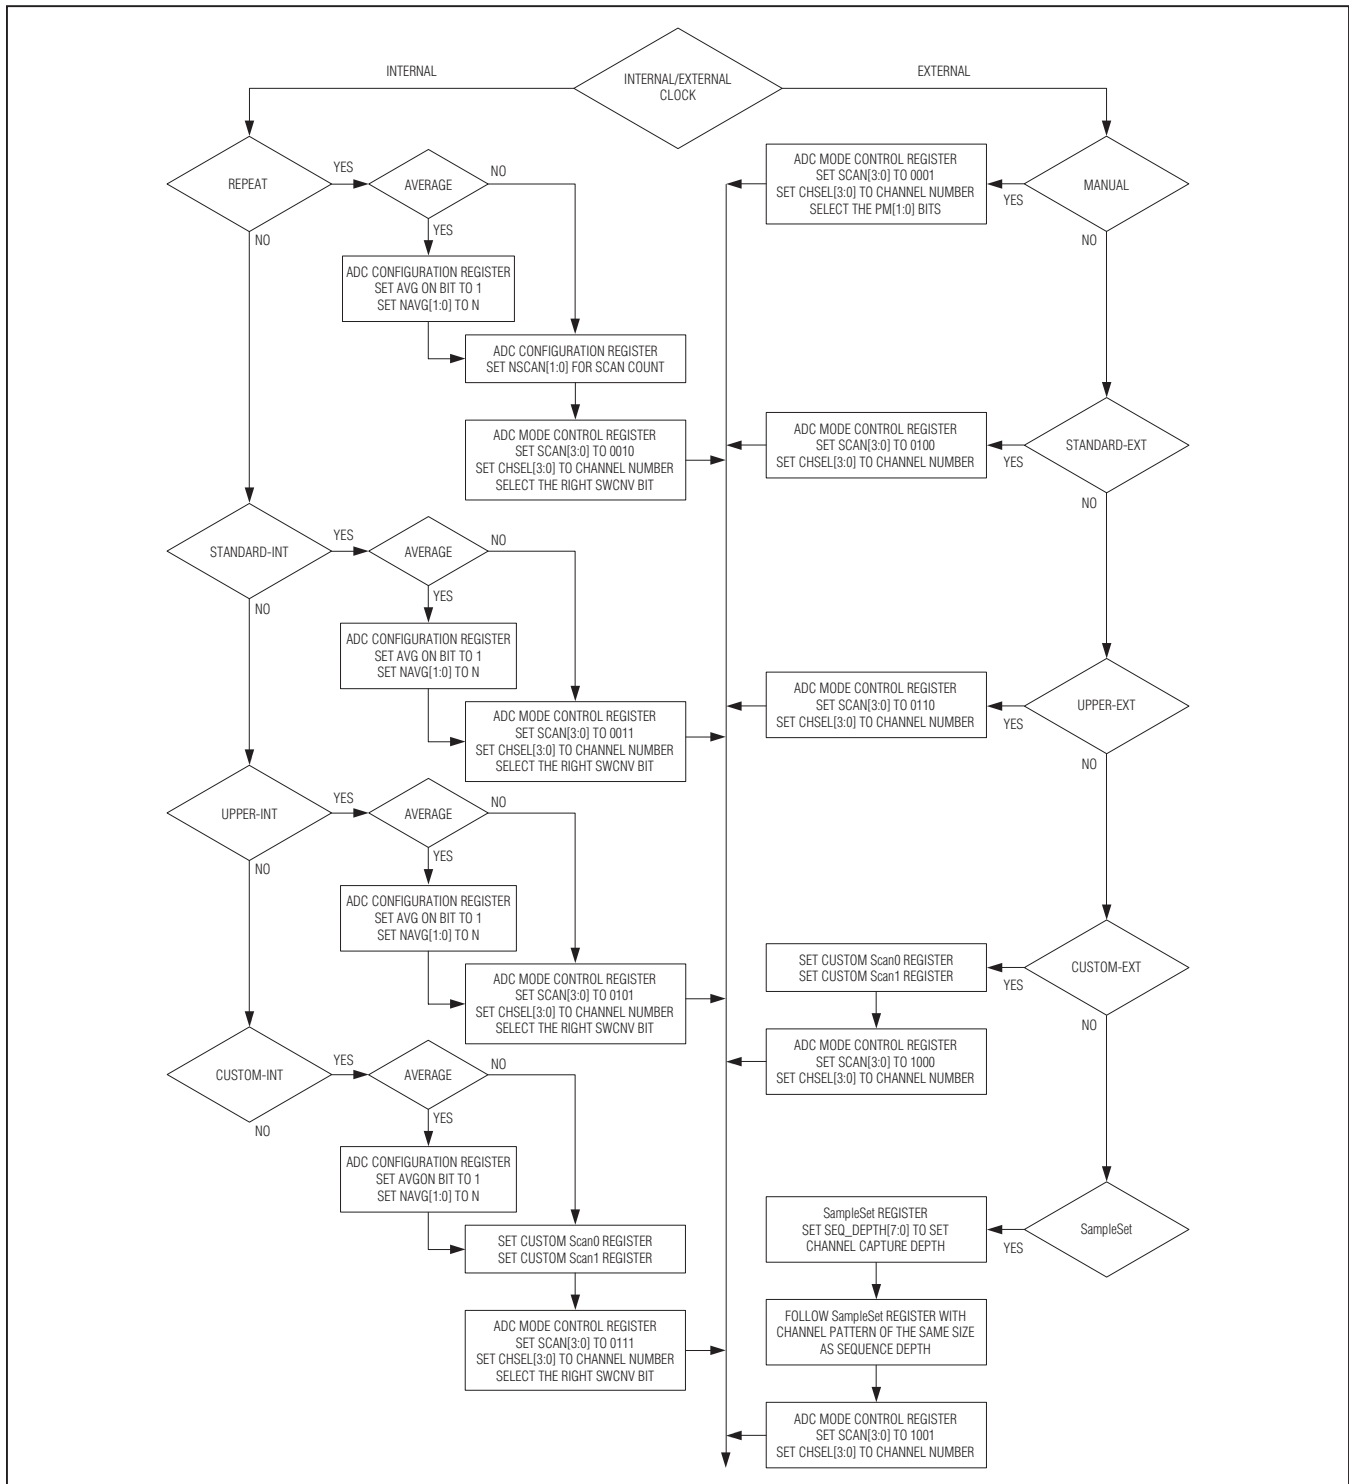 INTERNAL/EXTERNAL
CLOCK
INTERNAL
EXTERNAL
REPEAT
YES
NO
AVERAGE
NO
YES
ADC CONFIGURATION REGISTER
SET AVG ON BIT TO 1
SET NAVG[1:0] TO N
ADC CONFIGURATION REGISTER
SET NSCAN[1:0] FOR SCAN COUNT
ADC MODE CONTROL REGISTER
SET SCAN[3:0] TO 0010
SET CHSEL[3:0] TO CHANNEL NUMBER
SELECT THE RIGHT SWCNV BIT
STANDARD-INT
YES
NO
AVERAGE
NO
YES
ADC CONFIGURATION REGISTER
SET AVG ON BIT TO 1
SET NAVG[1:0] TO N
ADC MODE CONTROL REGISTER
SET SCAN[3:0] TO 0011
SET CHSEL[3:0] TO CHANNEL NUMBER
SELECT THE RIGHT SWCNV BIT
UPPER-INT
YES
NO
AVERAGE
NO
YES
ADC CONFIGURATION REGISTER
SET AVG ON BIT TO 1
SET NAVG[1:0] TO N
ADC MODE CONTROL REGISTER
SET SCAN[3:0] TO 0101
SET CHSEL[3:0] TO CHANNEL NUMBER
SELECT THE RIGHT SWCNV BIT
CUSTOM-INT
YES
NO
AVERAGE
NO
YES
ADC CONFIGURATION REGISTER
SET AVGON BIT TO 1
SET NAVG[1:0] TO N
SET CUSTOM Scan0 REGISTER
SET CUSTOM Scan1 REGISTER
ADC MODE CONTROL REGISTER
SET SCAN[3:0] TO 0111
SET CHSEL[3:0] TO CHANNEL NUMBER
SELECT THE RIGHT SWCNV BIT
MANUAL
YES
NO
ADC MODE CONTROL REGISTER
SET SCAN[3:0] TO 0001
SET CHSEL[3:0] TO CHANNEL NUMBER
SELECT THE PM[1:0] BITS
STANDARD-EXT
YES
NO
ADC MODE CONTROL REGISTER
SET SCAN[3:0] TO 0100
SET CHSEL[3:0] TO CHANNEL NUMBER
UPPER-EXT
YES
NO
ADC MODE CONTROL REGISTER
SET SCAN[3:0] TO 0110
SET CHSEL[3:0] TO CHANNEL NUMBER
CUSTOM-EXT
YES
NO
SET CUSTOM Scan0 REGISTER
SET CUSTOM Scan1 REGISTER
ADC MODE CONTROL REGISTER
SET SCAN[3:0] TO 1000
SET CHSEL[3:0] TO CHANNEL NUMBER
SampleSet
YES
SampleSet REGISTER
SET SEQ_DEPTH[7:0] TO SET
CHANNEL CAPTURE DEPTH
FOLLOW SampleSet REGISTER WITH
CHANNEL PATTERN OF THE SAME SIZE
AS SEQUENCE DEPTH
ADC MODE CONTROL REGISTER
SET SCAN[3:0] TO 1001
SET CHSEL[3:0] TO CHANNEL NUMBER